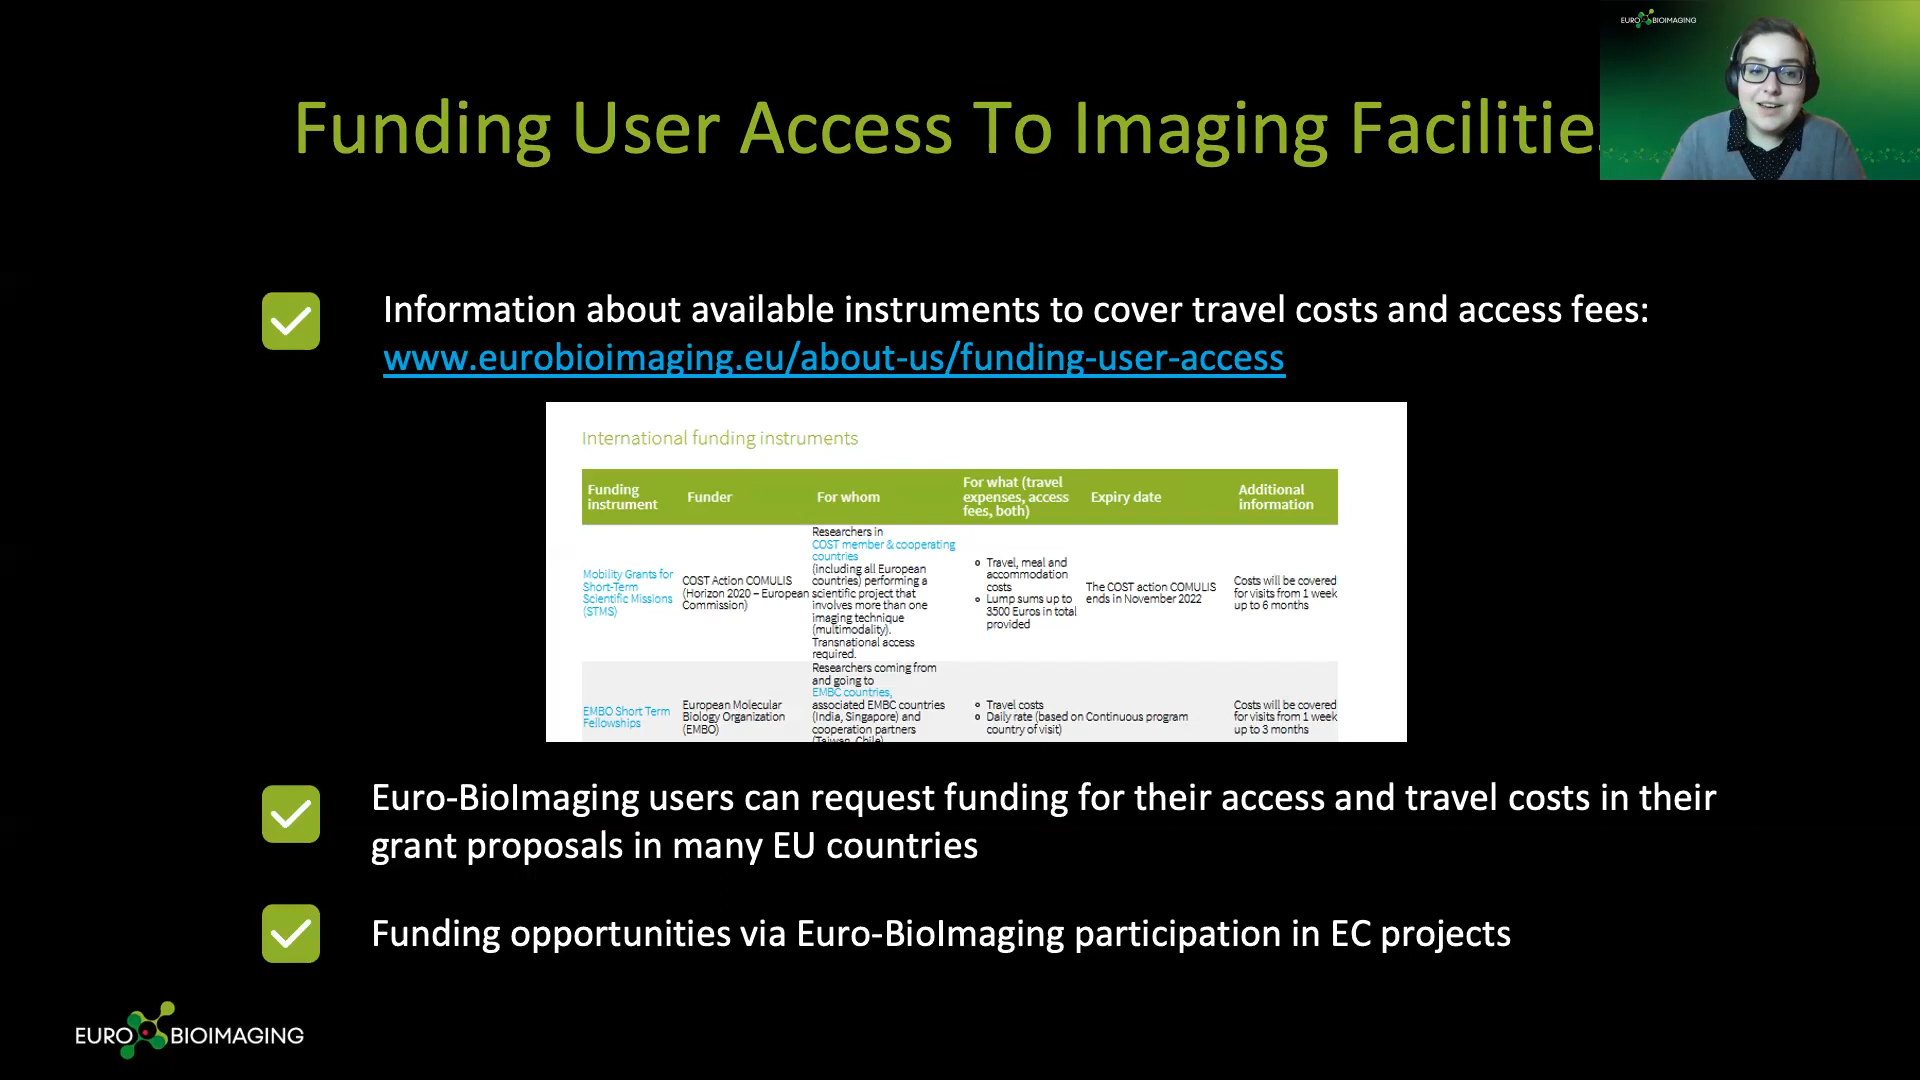 EURO BIOIMAGING
Funding User Access To Imaging Facilitie
Information about available instruments to cover travel costs and access fees:
www.eurobioimaging.eu/about-us/funding-user-access
International funding instruments
Funding
instrument
Funder
For whom
For what (travel
expenses, access
fees, both)
Expiry date
Additional
information
Mobility Grants for
Short-Term
Scientific Missions
(STMS)
COST Action COMULIS
(Horizon 2020 – European
Commission)
Researchers in
COST member & cooperating
countries
(including all European
countries) performing a
scientific project that
involves more than one
imaging technique
(multimodality).
Transnational access
required.
Travel, meal and
accommodation
costs
Lump sums up to
3500 Euros in total
provided
The COST action COMULIS
ends in November 2022
Costs will be covered
for visits from 1 week
up to 6 months
EMBO Short Term
Fellowships
European Molecular
Biology Organization
(EMBO)
Researchers coming from
and going to
EMBC countries,
associated EMBC countries
(India, Singapore) and
cooperation partners
(Taiwan, Chile)
Travel costs
Daily rate (based on
country of visit)
Continuous program
Costs will be covered
for visits from 1 week
up to 3 months
Euro-BioImaging users can request funding for their access and travel costs in their
grant proposals in many EU countries
Funding opportunities via Euro-BioImaging participation in EC projects
EURO BIOIMAGING